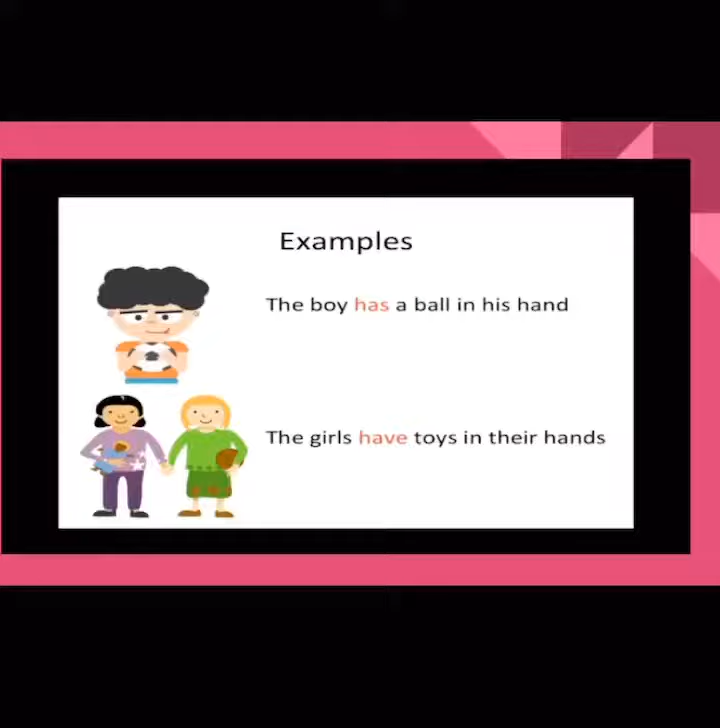 Examples
The boy has a ball in his hand
The girls have toys in their hands